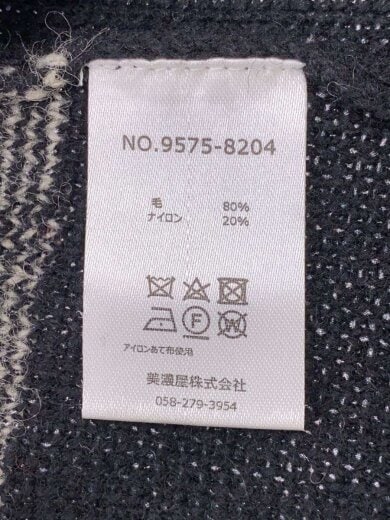 NO.9575-8204
毛 80%
ナイロン 20%
F W
アイロンあて布使用
美濃屋株式会社
058-279-3954